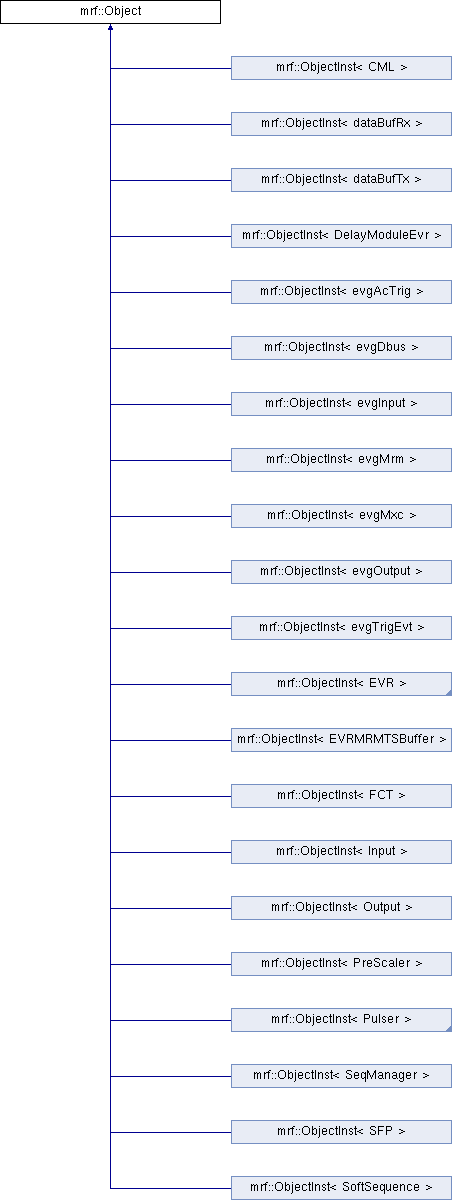 mrf::Object
mrf::ObjectInst< CML >
mrf::ObjectInst< dataBufRx >
mrf::ObjectInst< dataBufTx >
mrf::ObjectInst< DelayModuleEvr >
mrf::ObjectInst< evgAcTrig >
mrf::ObjectInst< evgDbus >
mrf::ObjectInst< evgInput >
mrf::ObjectInst< evgMrm >
mrf::ObjectInst< evgMxc >
mrf::ObjectInst< evgOutput >
mrf::ObjectInst< evgTrigEvt >
mrf::ObjectInst< EVR >
mrf::ObjectInst< EVRMRMTSBuffer >
mrf::ObjectInst< FCT >
mrf::ObjectInst< Input >
mrf::ObjectInst< Output >
mrf::ObjectInst< PreScaler >
mrf::ObjectInst< Pulser >
mrf::ObjectInst< SeqManager >
mrf::ObjectInst< SFP >
mrf::ObjectInst< SoftSequence >